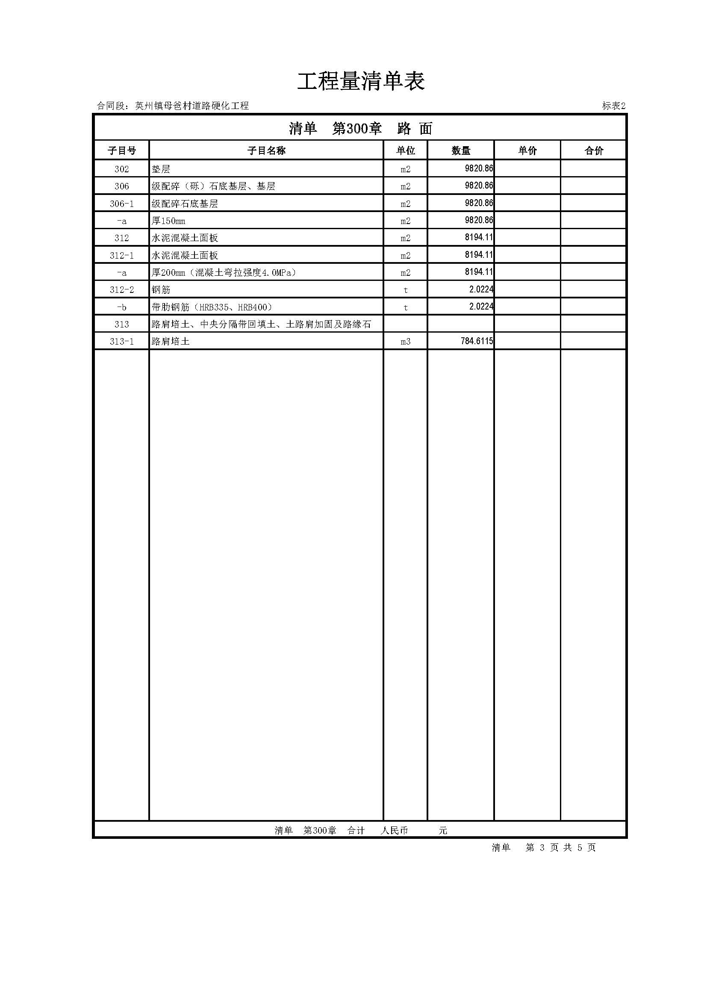 工程量清单表
合同段：英州镇母爸村道路硬化工程 标表2
清单 第300章 路 面
子目号 子目名称 单位 数量 单价 合价
302 垫层 m2 9820.86
306 级配碎（砾）石底基层、基层 m2 9820.86
306-1 级配碎石底基层 m2 9820.86
-a 厚150mm m2 9820.86
312 水泥混凝土面板 m2 8194.11
312-1 水泥混凝土面板 m2 8194.11
-a 厚200mm（混凝土弯拉强度4.0MPa） m2 8194.11
312-2 钢筋 t 2.0224
-b 带肋钢筋（HRB335、HRB400） t 2.0224
313 路肩培土、中央分隔带回填土、土路肩加固及路缘石
313-1 路肩培土 m3 784.6115
清单 第300章 合计 人民币 元
清单 第 3 页 共 5 页